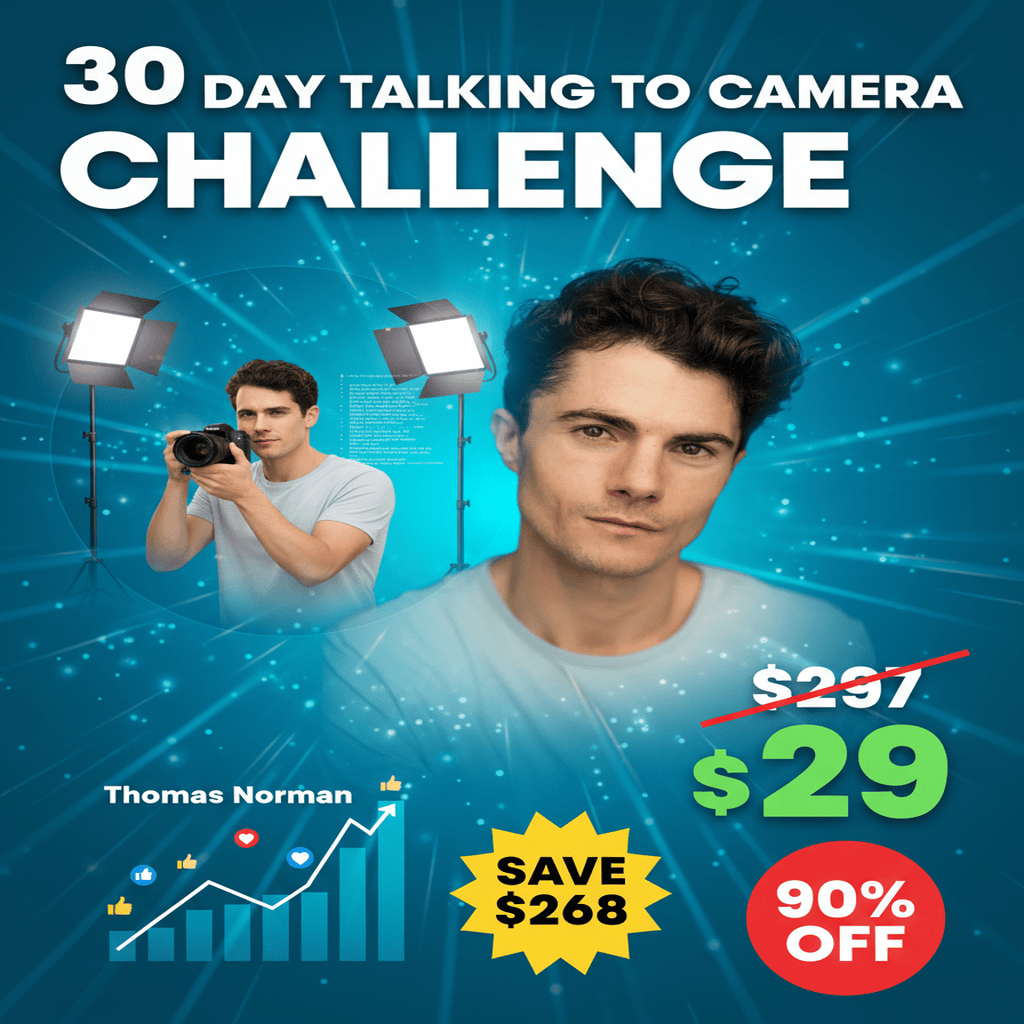 30 DAY TALKING TO CAMERA
CHALLENGE
$297
$29
Thomas Norman
SAVE
$268
90%
OFF